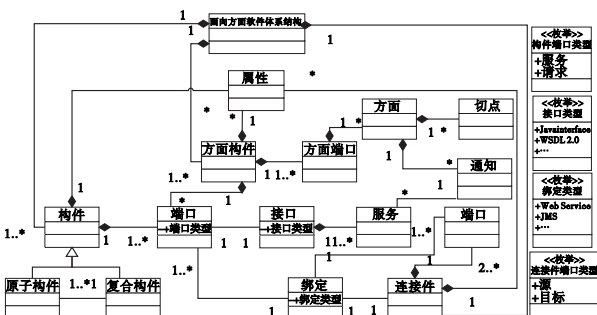 1
面向方面软件体系结构
1
1
<<枚举>>
构件端口类型
+服务
+请求
属性
*
*
*
1
方面
1
*
切点
1
*
<<枚举>>
接口类型
+Javainterface
+WSDL 2.0
+…
方面构件
1
1..*
方面端口
1
*
通知
1..*
1
*
1
<<枚举>>
绑定类型
+Web Service
+JMS
+…
1
构件
1
1..*
1..*
*
端口
+端口类型
1
1
接口
+接口类型
11..*
服务
*
1..*
端口
1
<<枚举>>
连接件端口类型
+源
+目标
原子构件
1..*1
复合构件
1..*
1
绑定
+绑定类型
1
1
1
连接件
2..*
1
1